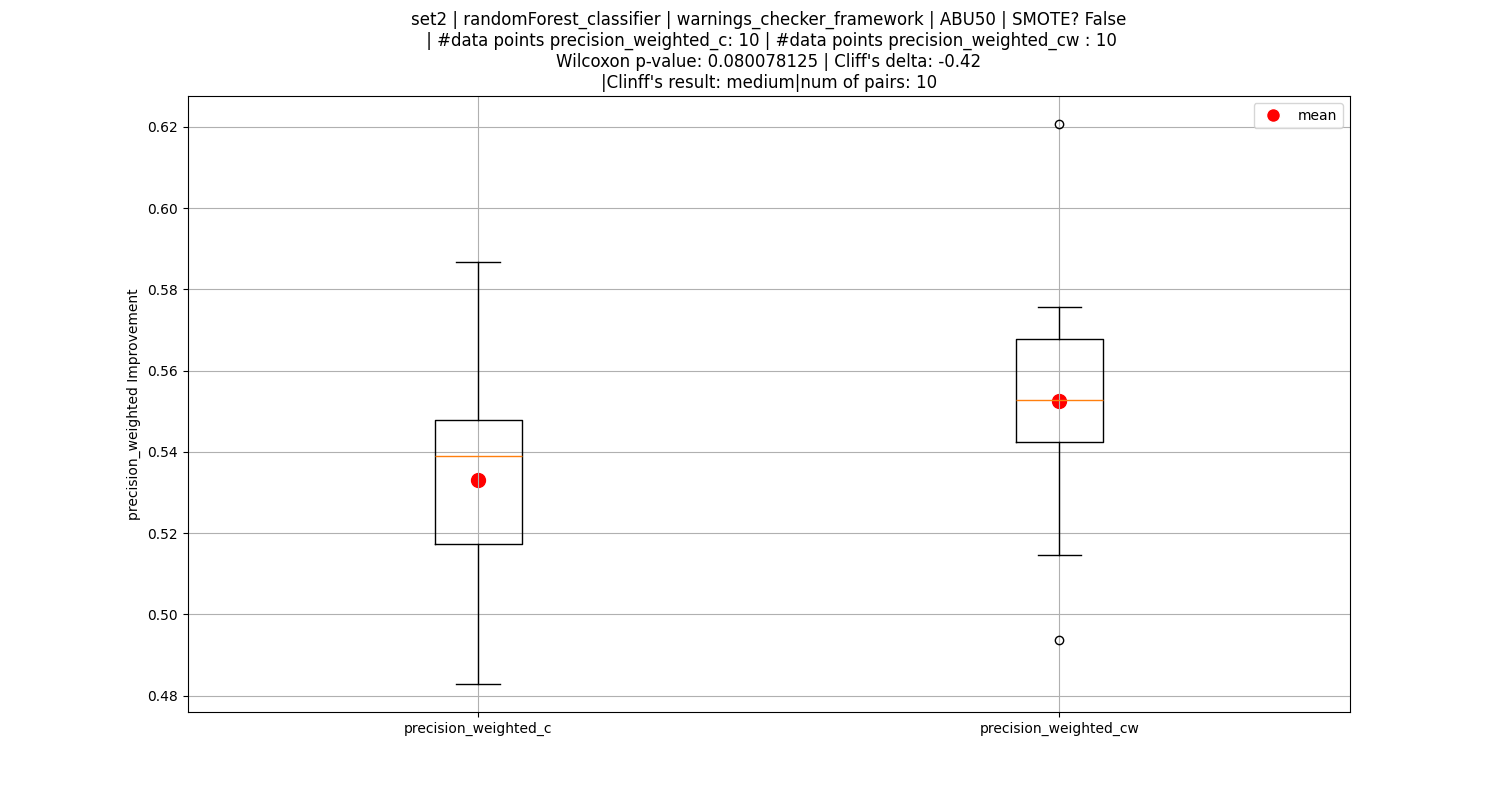 set2 | randomForest_classifier | warnings_checker_framework | ABU50 | SMOTE? False
| #data points precision_weighted_c: 10 | #data points precision_weighted_cw : 10
Wilcoxon p-value: 0.080078125 | Cliff's delta: -0.42
|Clinff's result: medium|num of pairs: 10
mean
0.62
0.60
0.58
0.56
0.54
0.52
0.50
0.48
precision_weighted Improvement
precision_weighted_c
precision_weighted_cw